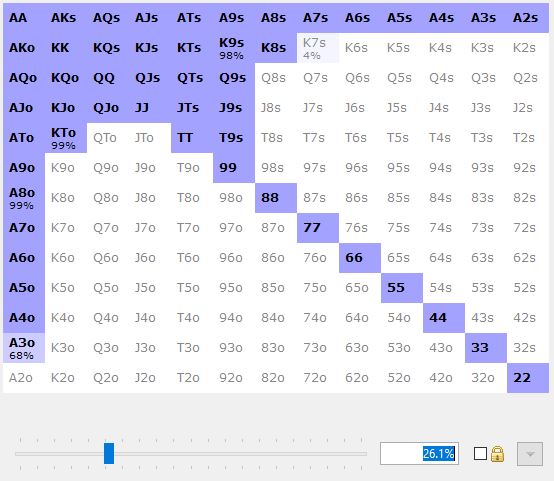 AA AKs AQs AJs ATs A9s A8s A7s A6s A5s A4s A3s A2s
AKo KK KQs KJs KTs K9s K8s K7s K6s K5s K4s K3s K2s
98% 4%
AQo KQo QQ QJs QTs Q9s Q8s Q7s Q6s Q5s Q4s Q3s Q2s
AJo KJo QJo JJ JTs J9s J8s J7s J6s J5s J4s J3s J2s
ATo KTo QTo JTo TT T9s T8s T7s T6s T5s T4s T3s T2s
99%
A9o K9o Q9o J9o T9o 99 98s 97s 96s 95s 94s 93s 92s
A8o K8o Q8o J8o T8o 98o 88 87s 86s 85s 84s 83s 82s
99%
A7o K7o Q7o J7o T7o 97o 87o 77 76s 75s 74s 73s 72s
A6o K6o Q6o J6o T6o 96o 86o 76o 66 65s 64s 63s 62s
A5o K5o Q5o J5o T5o 95o 85o 75o 65o 55 54s 53s 52s
A4o K4o Q4o J4o T4o 94o 84o 74o 64o 54o 44 43s 42s
A3o K3o Q3o J3o T3o 93o 83o 73o 63o 53o 43o 33 32s
68%
A2o K2o Q2o J2o T2o 92o 82o 72o 62o 52o 42o 32o 22
26.1%